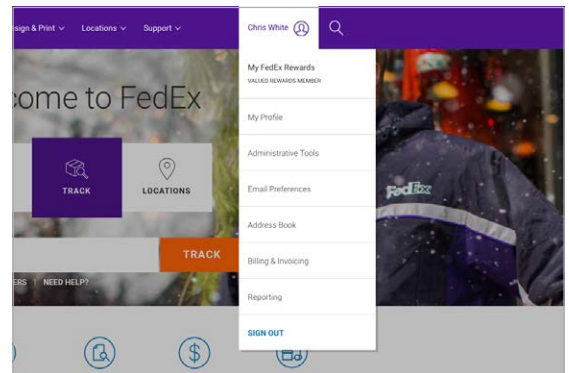 sign & Print
Locations
Support
Chris White
come to FedEx
TRACK
LOCATIONS
TRACK
ERS | NEED HELP?
My FedEx Rewards
VALUED REWARDS MEMBER
My Profile
Administrative Tools
Email Preferences
Address Book
Billing & Invoicing
Reporting
SIGN OUT
FedEx